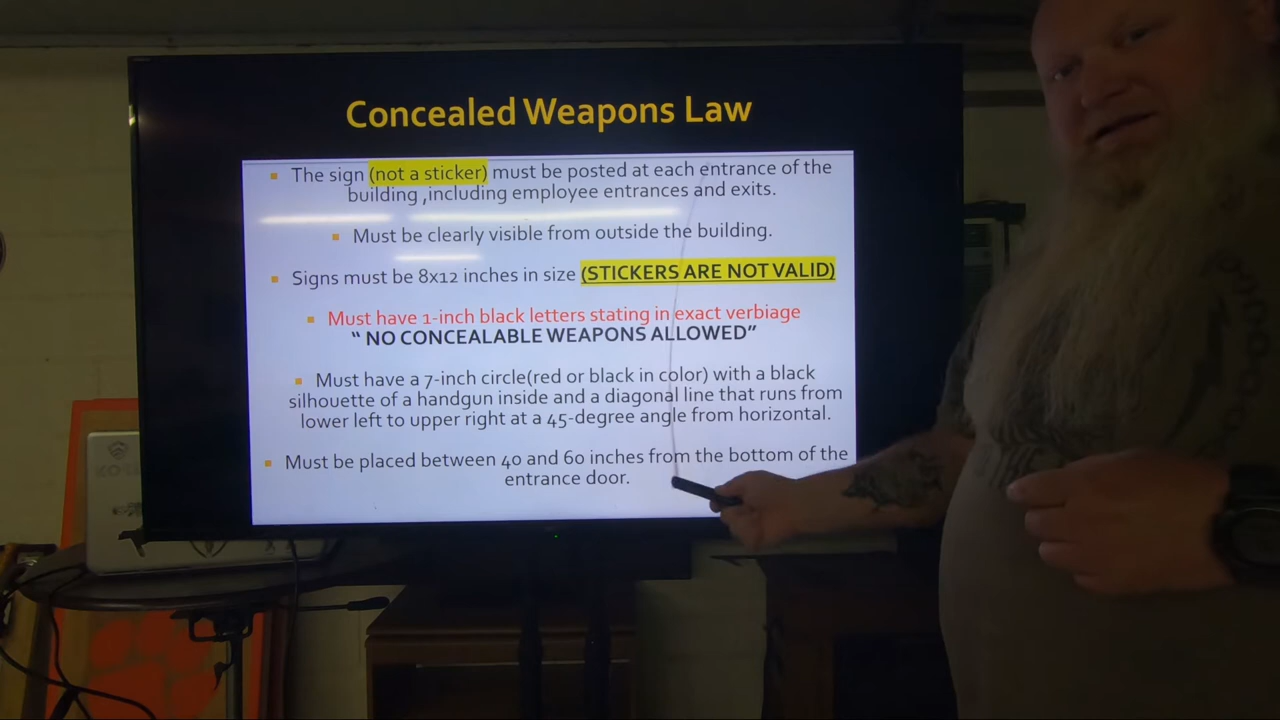 Concealed Weapons Law
▪ The sign (not a sticker) must be posted at each entrance of the
building ,including employee entrances and exits.
▪ Must be clearly visible from outside the building.
▪ Signs must be 8x12 inches in size (STICKERS ARE NOT VALID)
▪ Must have 1-inch black letters stating in exact verbiage
“ NO CONCEALABLE WEAPONS ALLOWED”
▪ Must have a 7-inch circle(red or black in color) with a black
silhouette of a handgun inside and a diagonal line that runs from
lower left to upper right at a 45-degree angle from horizontal.
▪ Must be placed between 40 and 60 inches from the bottom of the
entrance door.